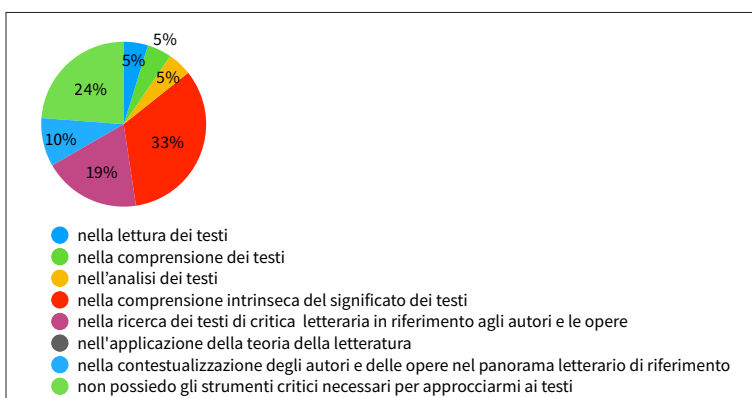 5%
5%
5%
24%
10%
33%
19%
nella lettura dei testi
nella comprensione dei testi
nell’analisi dei testi
nella comprensione intrinseca del significato dei testi
nella ricerca dei testi di critica  letteraria in riferimento agli autori e le opere
nell'applicazione della teoria della letteratura
nella contestualizzazione degli autori e delle opere nel panorama letterario di riferimento
non possiedo gli strumenti critici necessari per approcciarmi ai testi